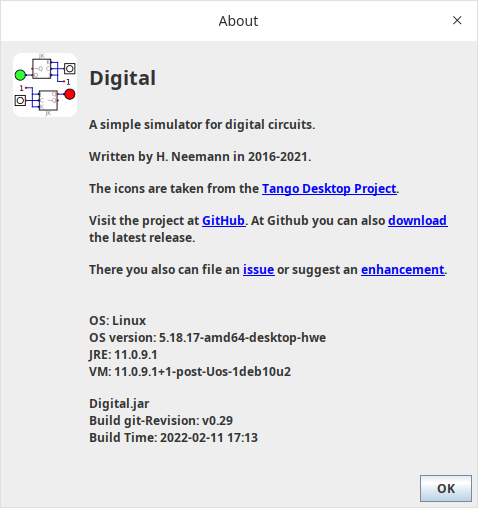 About
Digital
A simple simulator for digital circuits.
Written by H. Neemann in 2016-2021.
The icons are taken from the Tango Desktop Project.
Visit the project at GitHub. At Github you can also download
the latest release.
There you also can file an issue or suggest an enhancement.
OS: Linux
OS version: 5.18.17-amd64-desktop-hwe
JRE: 11.0.9.1
VM: 11.0.9.1+1-post-Uos-1deb10u2
Digital.jar
Build git-Revision: v0.29
Build Time: 2022-02-11 17:13
OK